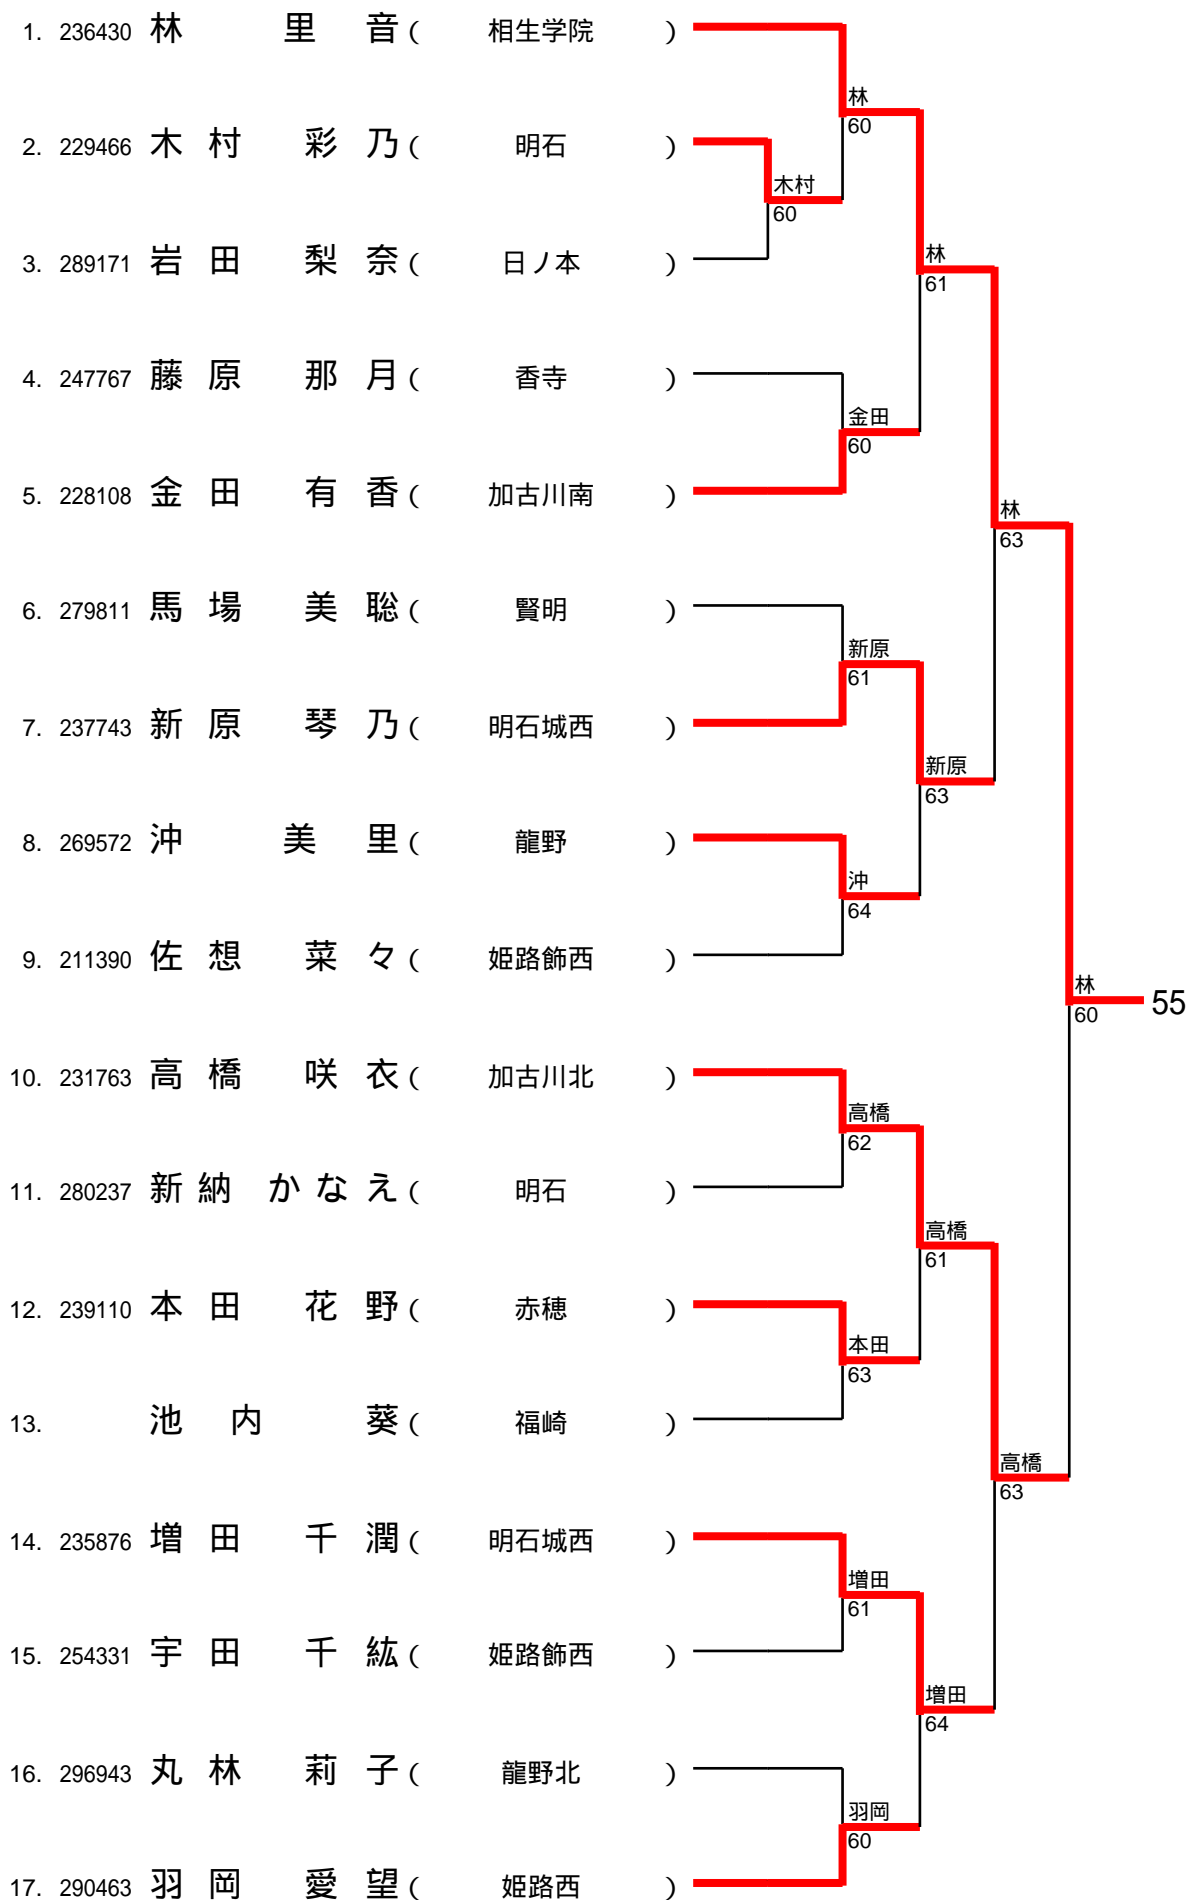 1. 236430 林 里 音 ( 相生学院 )
林
60
2. 229466 木 村 彩 乃 ( 明石 )
木村
60
3. 289171 岩 田 梨 奈 ( 日ノ本 )
林
61
4. 247767 藤 原 那 月 ( 香寺 )
金田
60
5. 228108 金 田 有 香 ( 加古川南 )
林
63
6. 279811 馬 場 美 聡 ( 賢明 )
新原
61
7. 237743 新 原 琴 乃 ( 明石城西 )
新原
63
8. 269572 沖 美 里 ( 龍野 )
沖
64
9. 211390 佐 想 菜 々 ( 姫路飾西 )
林
60
55
10. 231763 高 橋 咲 衣 ( 加古川北 )
高橋
62
11. 280237 新 納 か な え ( 明石 )
高橋
61
12. 239110 本 田 花 野 ( 赤穂 )
本田
63
13. 池 内 葵 ( 福崎 )
高橋
63
14. 235876 増 田 千 潤 ( 明石城西 )
増田
61
15. 254331 宇 田 千 紘 ( 姫路飾西 )
増田
64
16. 296943 丸 林 莉 子 ( 龍野北 )
羽岡
60
17. 290463 羽 岡 愛 望 ( 姫路西 )